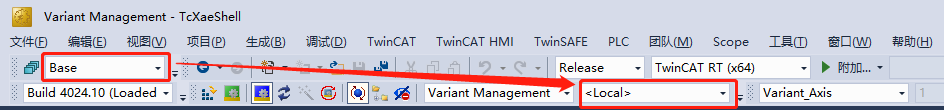 Variant Management - TcXaeShell
文件(F) 编辑(E) 视图(V) 项目(P) 生成(B) 调试(D) TwinCAT TwinCAT HMI TwinSAFE PLC 团队(M) Scope 工具(T) 窗口(W) 帮助(H)
Base Release TwinCAT RT (x64) 附加...
Build 4024.10 (Loaded Variant Management <Local> Variant_Axis